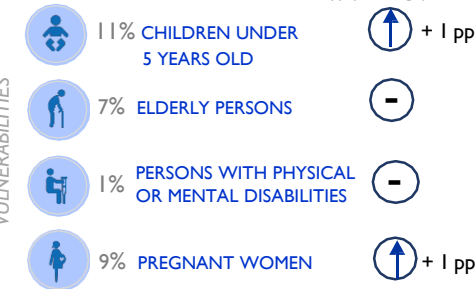 VULNERABILITIES
11% CHILDREN UNDER + 1 pp
5 YEARS OLD
7% ELDERLY PERSONS -
1% PERSONS WITH PHYSICAL -
OR MENTAL DISABILITIES
9% PREGNANT WOMEN + 1 pp